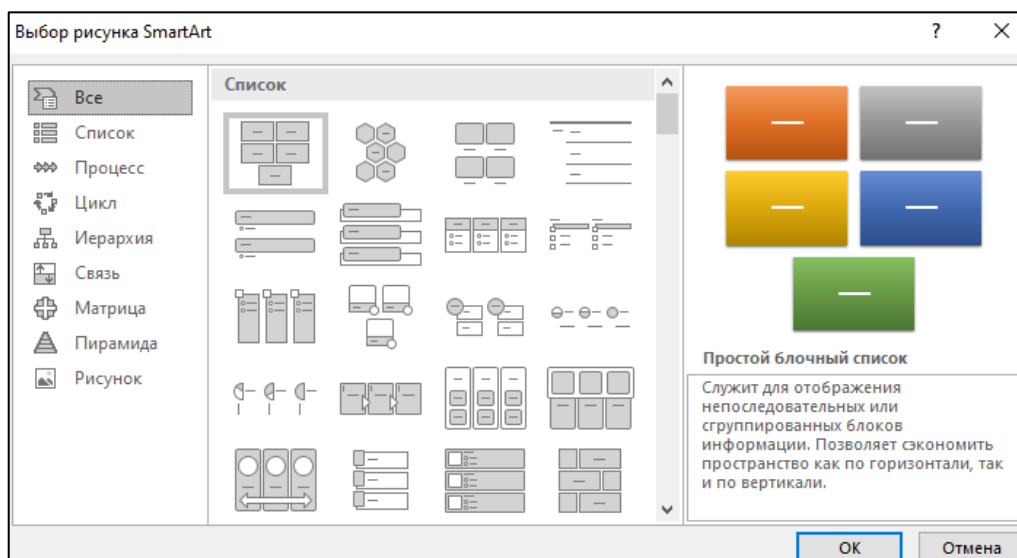 Выбор рисунка SmartArt
?
Все
Список
Процесс
Цикл
Иерархия
Связь
Матрица
Пирамида
Рисунок
Список
Простой блочный список
Служит для отображения
непоследовательных или
сгруппированных блоков
информации. Позволяет сэкономить
пространство как по горизонтали, так
и по вертикали.
ОК
Отмена